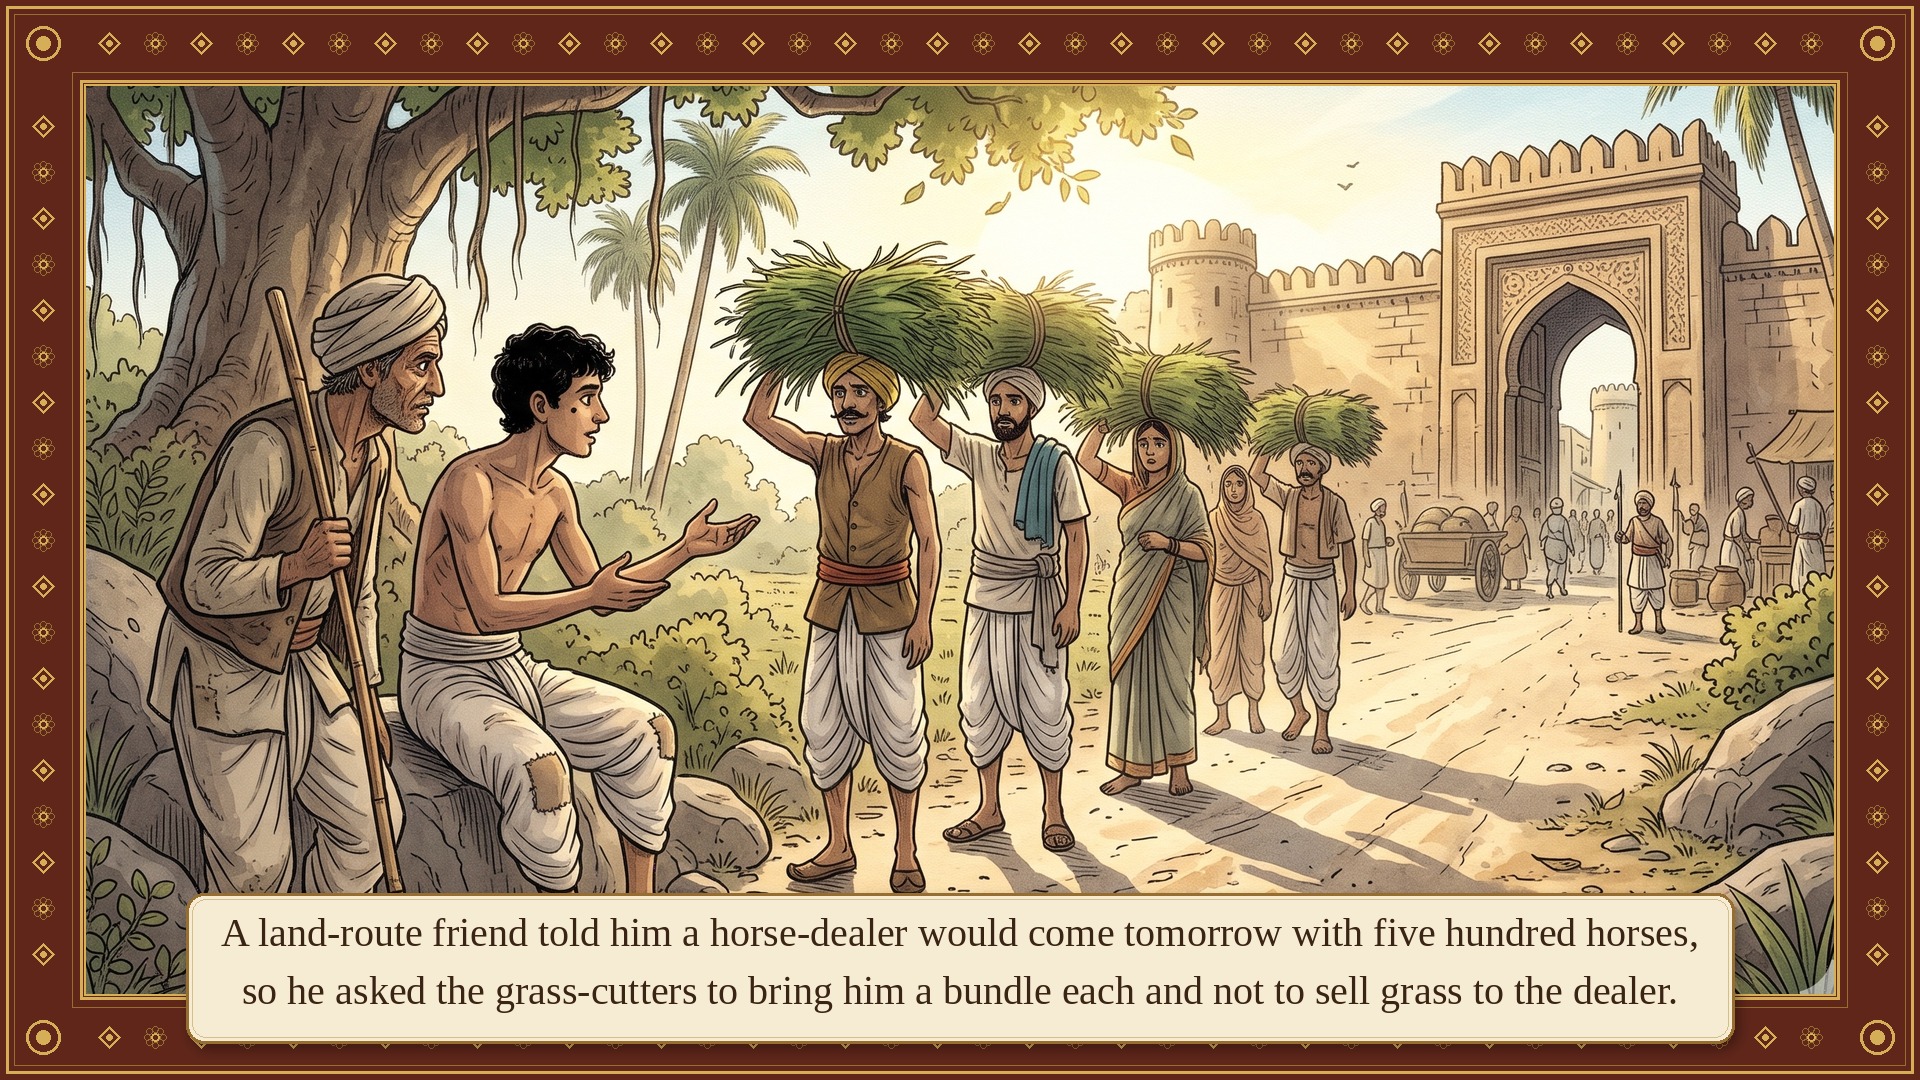 A land-route friend told him a horse-dealer would come tomorrow with five hundred horses,
so he asked the grass-cutters to bring him a bundle each and not to sell grass to the dealer.